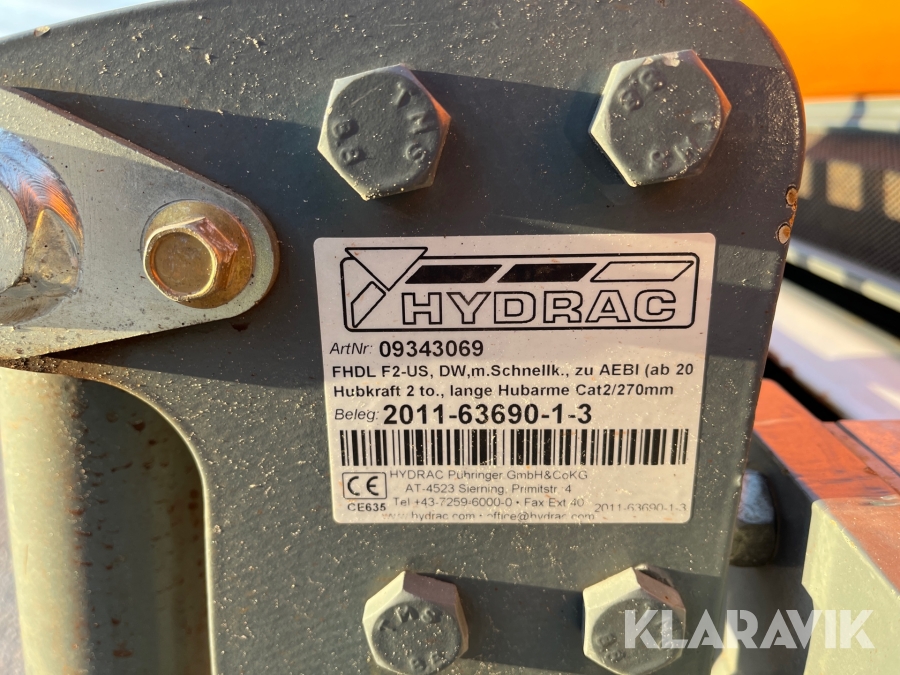 HYDRAC
ArtNr: 09343069
FHDL F2-US, DW,m.Schnellk., zu AEBI (ab 20
Hubkraft 2 to., lange Hubarme Cat2/270mm
Beleg: 2011-63690-1-3
CE HYDRAC Pühringer GmbH&CoKG
AT-4523 Sierning, Primitstr. 4
CE635 Tel +43-7259-6000-0 • Fax Ext 40 2011-63690-1-3
www.hydrac.com • office@hydrac.com
KLARAVIK